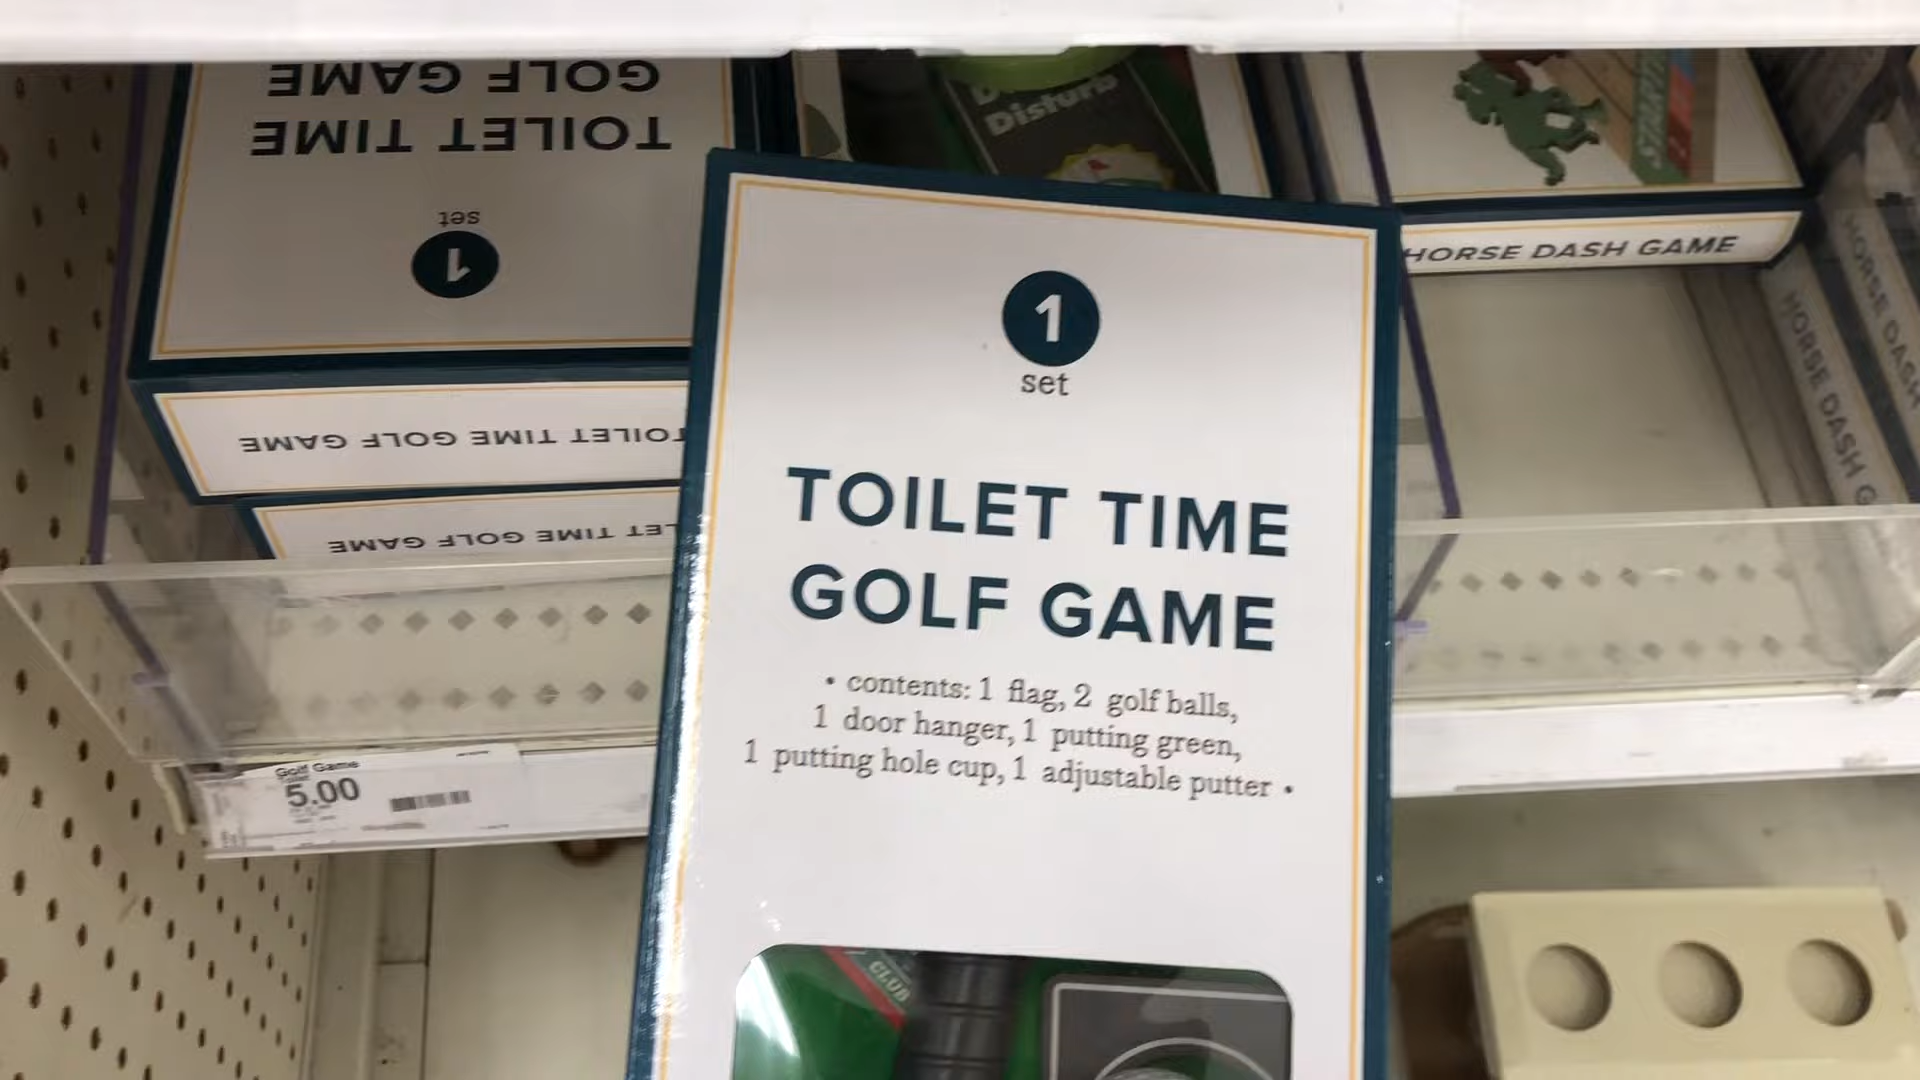 TOILET TIME
GOLF GAME
1
set
TOILET TIME GOLF GAME
LET TIME GOLF GAME
Disturb
START
HORSE DASH GAME
HORSE DASH G
HORSE DASH
1
set
TOILET TIME
GOLF GAME
• contents: 1 flag, 2 golf balls,
1 door hanger, 1 putting green,
1 putting hole cup, 1 adjustable putter •
CLUB
Golf Game
5.00